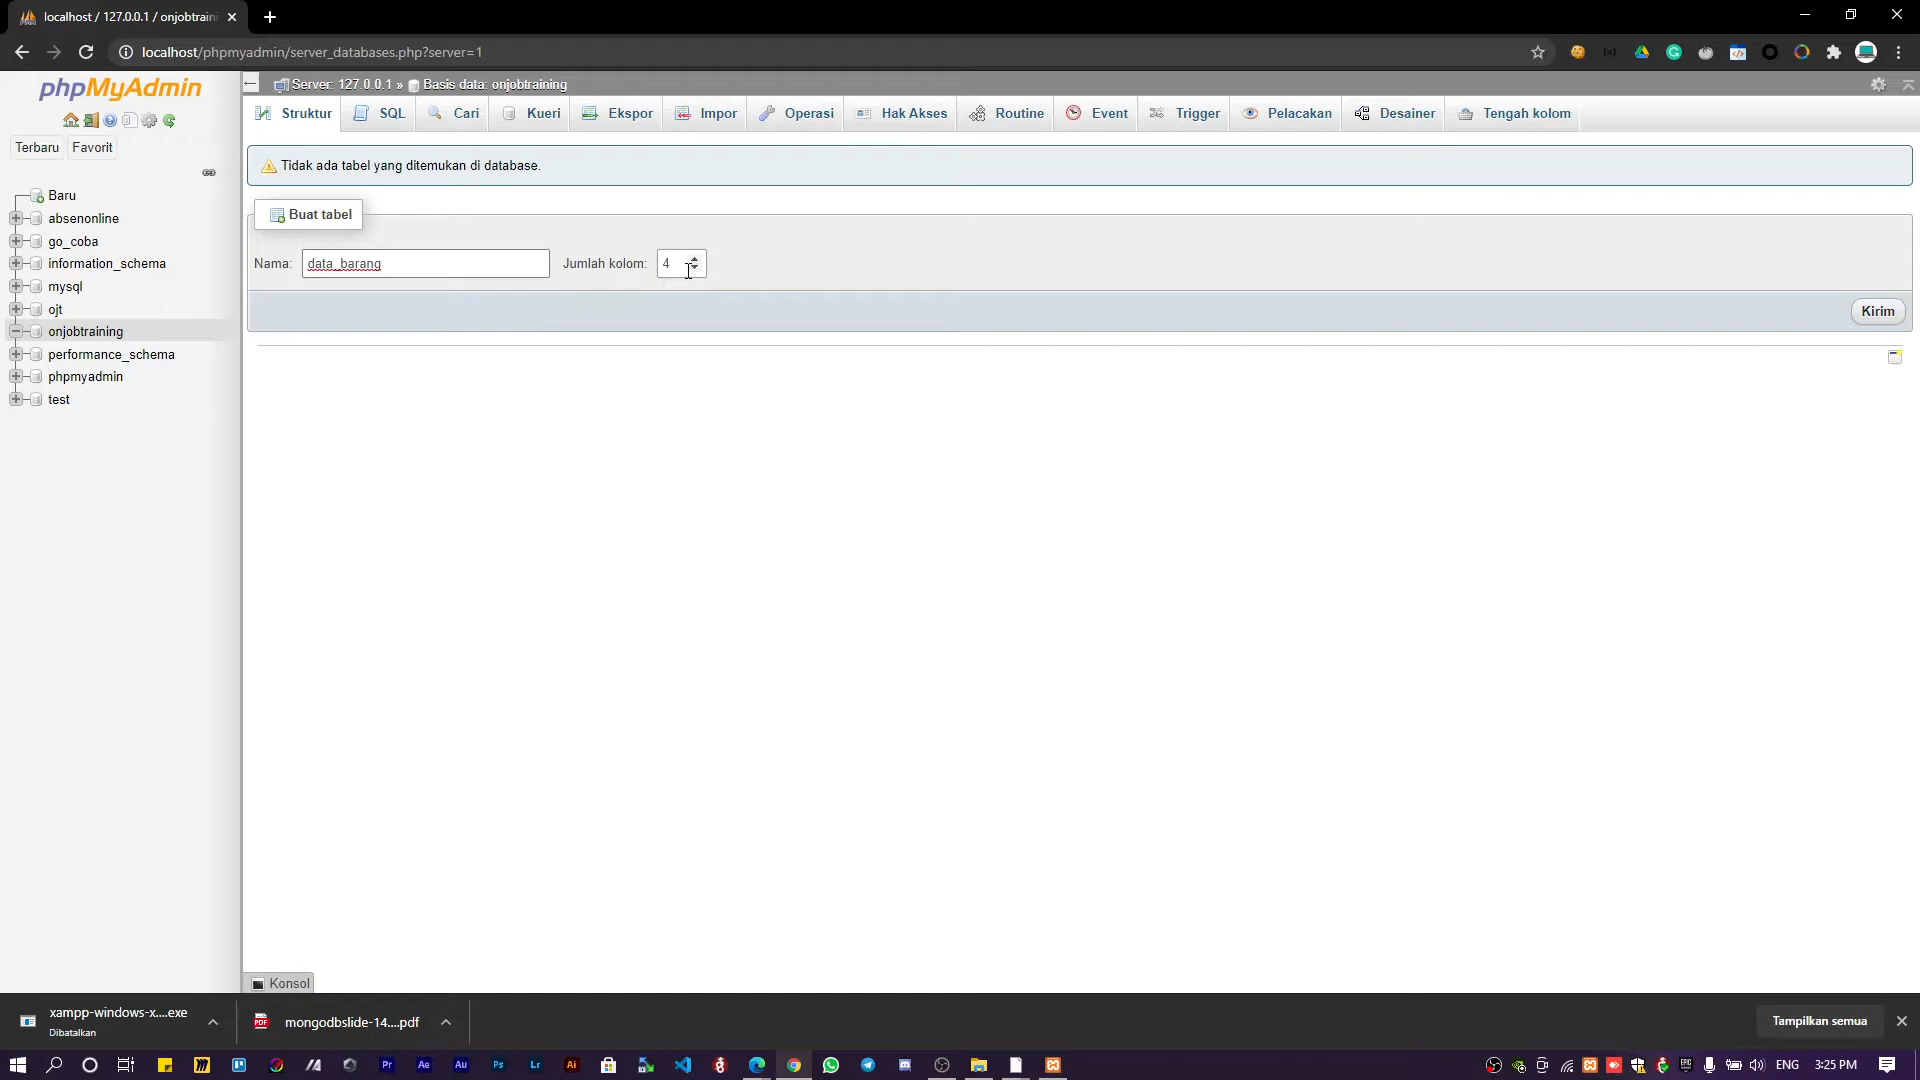 localhost / 127.0.0.1 / onjobtraini
localhost/phpmyadmin/server_databases.php?server=1
phpMyAdmin
Server: 127.0.0.1 » Basis data: onjobtraining
Struktur SQL Cari Kueri Ekspor Impor Operasi Hak Akses Routine Event Trigger Pelacakan Desainer Tengah kolom
Terbaru Favorit
Tidak ada tabel yang ditemukan di database.
Baru
absenonline
go_coba
information_schema
mysql
ojt
onjobtraining
performance_schema
phpmyadmin
test
Buat tabel
Nama: data_barang Jumlah kolom: 4
Kirim
Konsol
xampp-windows-x....exe
Dibatalkan
mongodbslide-14....pdf
Tampilkan semua
ENG 3:25 PM